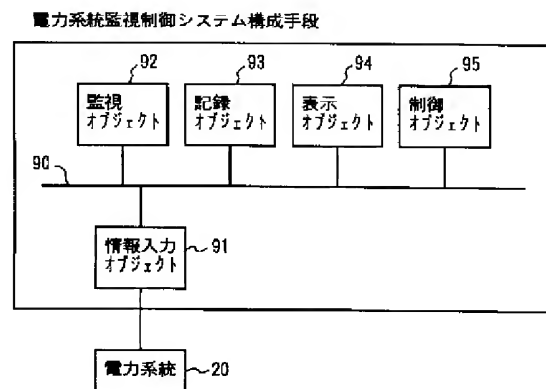 電力系統監視制御システム構成手段
92
93
94
95
監視
オブジェクト
記録
オブジェクト
表示
オブジェクト
制御
オブジェクト
90
情報入力
オブジェクト
91
電力系統
20